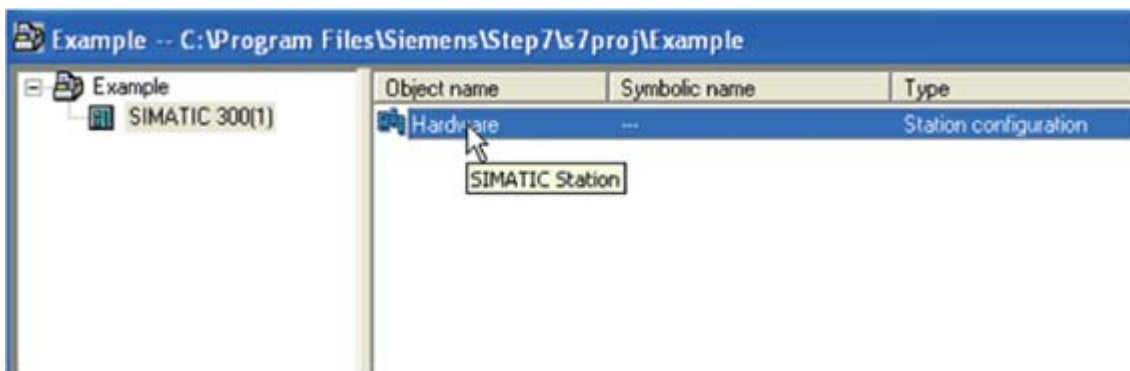 Example -- C:\Program Files\Siemens\Step7\s7proj\Example
Example
SIMATIC 300(1)
Object name Symbolic name Type
Hardware --- Station configuration
SIMATIC Station